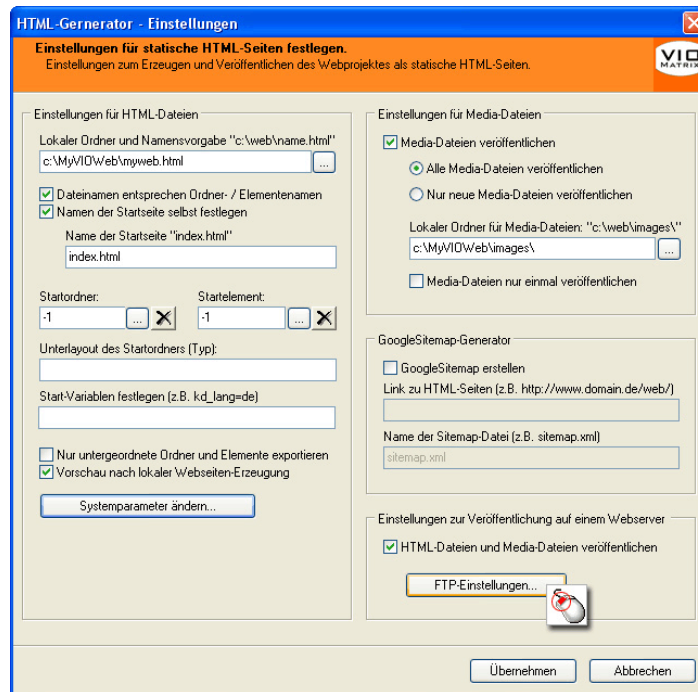 HTML-Gernerator - Einstellungen
Einstellungen für statische HTML-Seiten festlegen.
Einstellungen zum Erzeugen und Veröffentlichen des Webprojektes als statische HTML-Seiten.
VIO
MATRIX
Einstellungen für HTML-Dateien
Lokaler Ordner und Namensvorgabe "c:\web\name.html"
c:\MyVIOWeb\myweb.html
...
Dateinamen entsprechen Ordner- / Elementenamen
Namen der Startseite selbst festlegen
Name der Startseite "index.html"
index.html
Startordner:
Startelement:
-1
...
-1
...
Unterlayout des Startordners (Typ):
Start-Variablen festlegen (z.B. kd_lang=de)
Nur untergeordnete Ordner und Elemente exportieren
Vorschau nach lokaler Webseiten-Erzeugung
Systemparameter ändern...
Einstellungen für Media-Dateien
Media-Dateien veröffentlichen
Alle Media-Dateien veröffentlichen
Nur neue Media-Dateien veröffentlichen
Lokaler Ordner für Media-Dateien: "c:\web\images\"
c:\MyVIOWeb\images\
...
Media-Dateien nur einmal veröffentlichen
GoogleSitemap-Generator
GoogleSitemap erstellen
Link zu HTML-Seiten (z.B. http://www.domain.de/web/)
Name der Sitemap-Datei (z.B. sitemap.xml)
sitemap.xml
Einstellungen zur Veröffentlichung auf einem Webserver
HTML-Dateien und Media-Dateien veröffentlichen
FTP-Einstellungen...
Übernehmen
Abbrechen